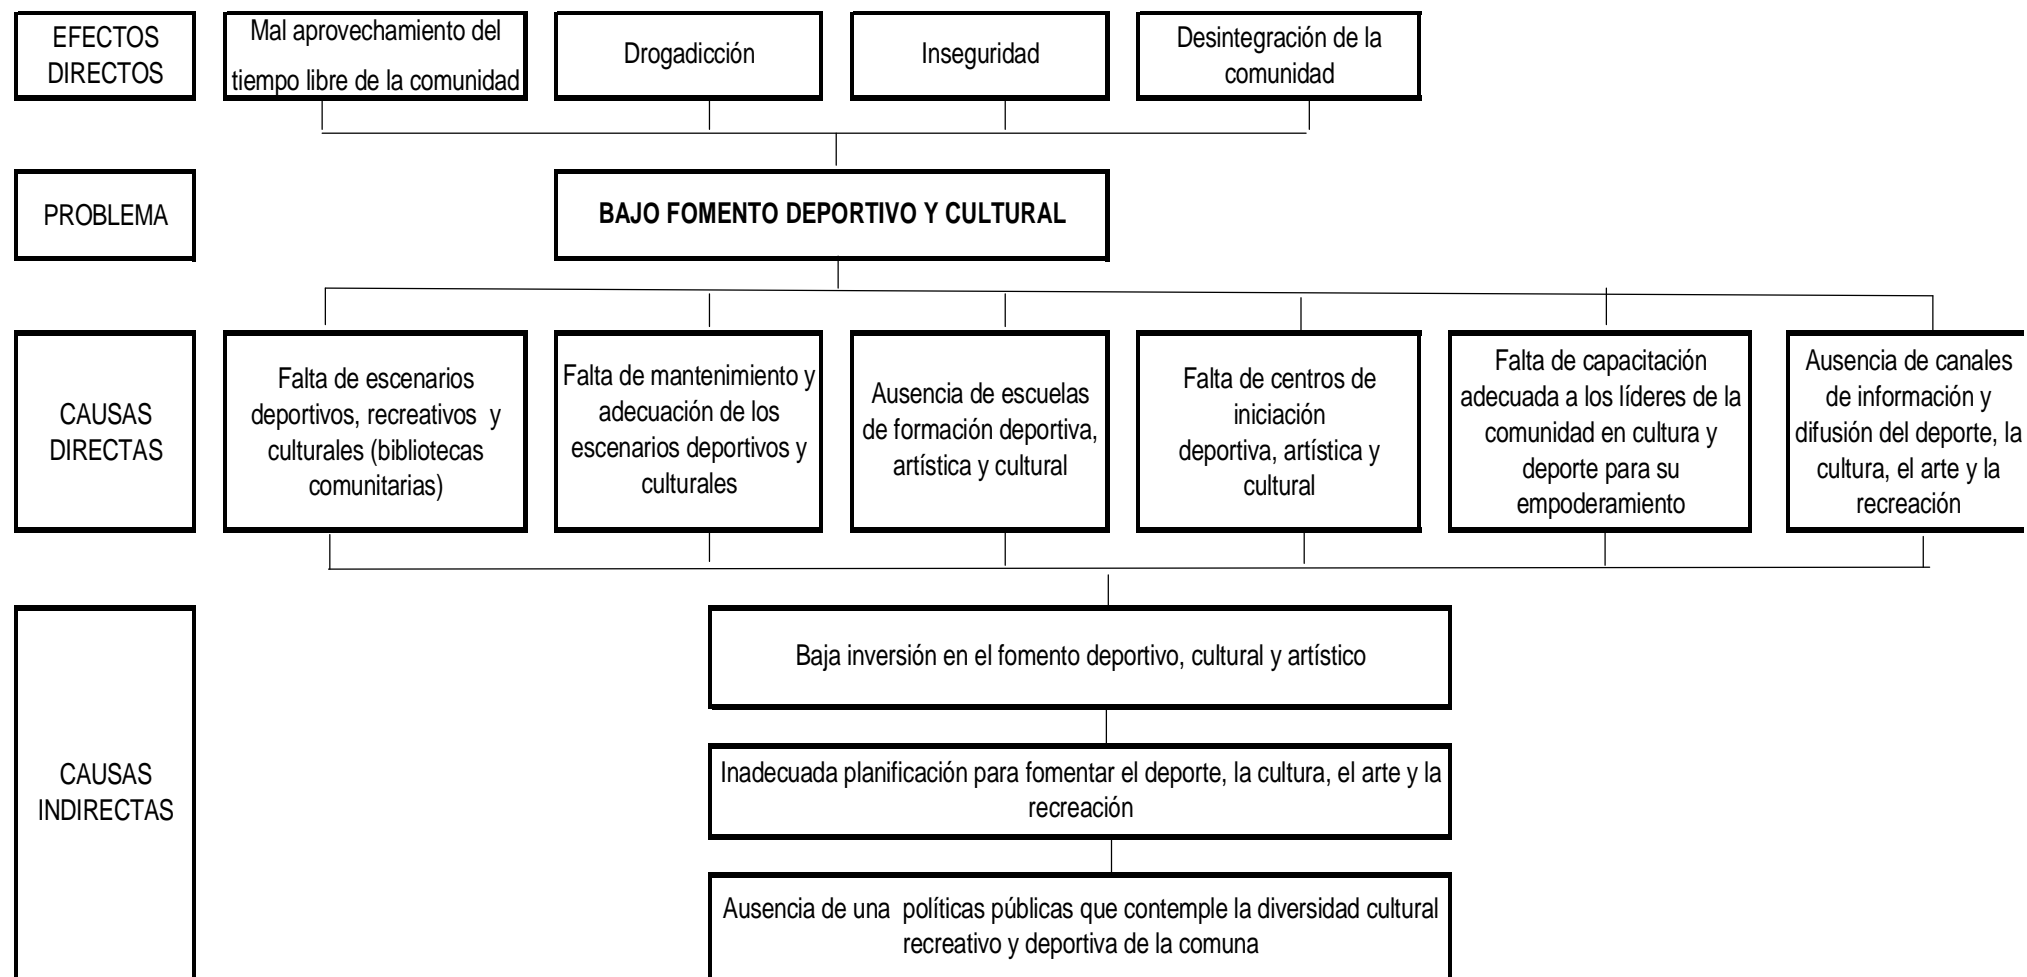 EFECTOS
DIRECTOS
Mal aprovechamiento del
tiempo libre de la comunidad
Drogadicción
Inseguridad
Desintegración de la
comunidad
PROBLEMA
BAJO FOMENTO DEPORTIVO Y CULTURAL
CAUSAS
DIRECTAS
Falta de escenarios
deportivos, recreativos y
culturales (bibliotecas
comunitarias)
Falta de mantenimiento y
adecuación de los
escenarios deportivos y
culturales
Ausencia de escuelas
de formación deportiva,
artística y cultural
Falta de centros de
iniciación
deportiva, artística y
cultural
Falta de capacitación
adecuada a los líderes de la
comunidad en cultura y
deporte para su
empoderamiento
Ausencia de canales
de información y
difusión del deporte, la
cultura, el arte y la
recreación
CAUSAS
INDIRECTAS
Baja inversión en el fomento deportivo, cultural y artístico
Inadecuada planificación para fomentar el deporte, la cultura, el arte y la
recreación
Ausencia de una políticas públicas que contemple la diversidad cultural
recreativo y deportiva de la comuna